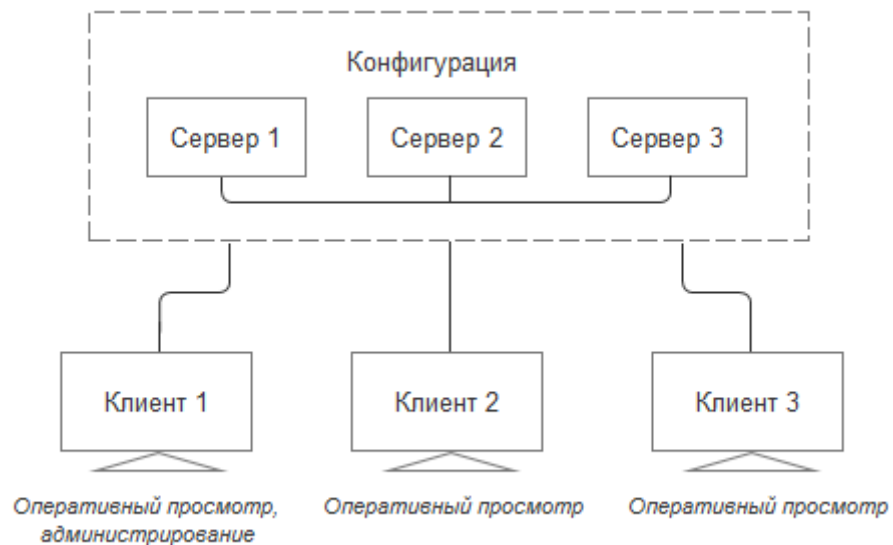 Конфигурация
Сервер 1
Сервер 2
Сервер 3
Клиент 1
Клиент 2
Клиент 3
Оперативный просмотр,
администрирование
Оперативный просмотр
Оперативный просмотр